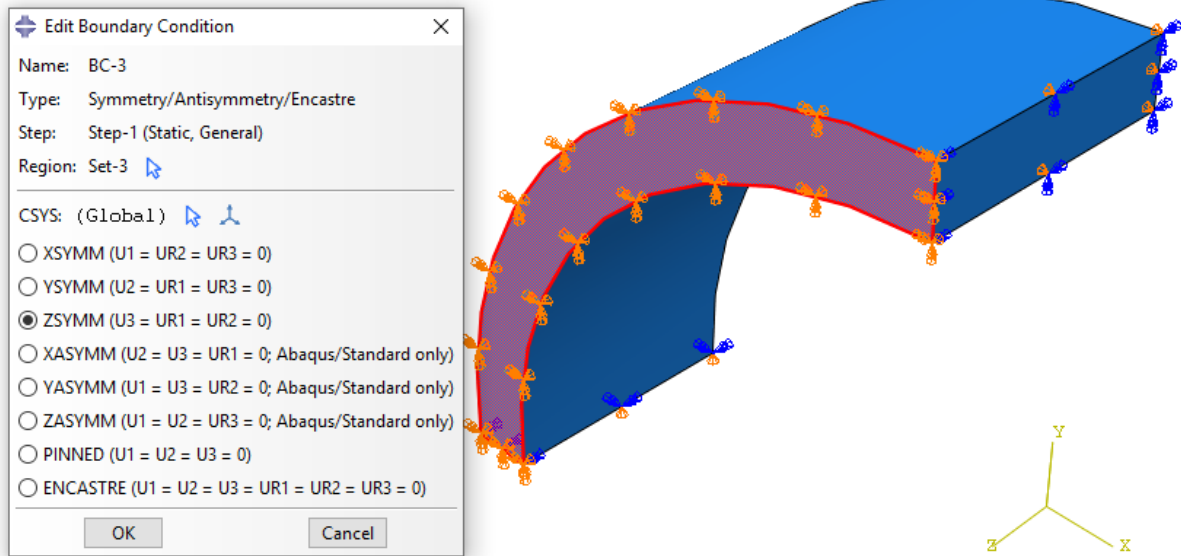 Edit Boundary Condition
Name: BC-3
Type: Symmetry/Antisymmetry/Encastre
Step: Step-1 (Static, General)
Region: Set-3
CSYS: (Global)
XSYMM (U1 = UR2 = UR3 = 0)
YSYMM (U2 = UR1 = UR3 = 0)
ZSYMM (U3 = UR1 = UR2 = 0)
XASYMM (U2 = U3 = UR1 = 0; Abaqus/Standard only)
YASYMM (U1 = U3 = UR2 = 0; Abaqus/Standard only)
ZASYMM (U1 = U2 = UR3 = 0; Abaqus/Standard only)
PINNED (U1 = U2 = U3 = 0)
ENCASTRE (U1 = U2 = U3 = UR1 = UR2 = UR3 = 0)
OK Cancel
Y
Z X